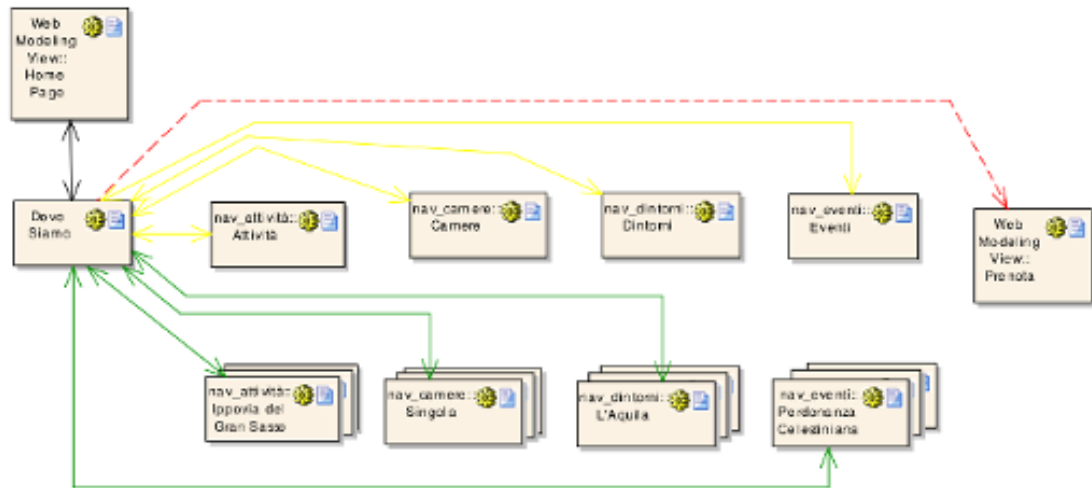 Web
Modeling
View::
Home
Page
Dove
Siamo
nav_attività::
Attività
nav_camere::
Camere
nav_dintorni::
Dintorni
nav_eventi::
Eventi
Web
Modeling
View::
Prenota
nav_attività::
Ippovia del
Gran Sasso
nav_camere::
Singola
nav_dintorni::
L'Aquila
nav_eventi::
Perdonanza
Celestiniana